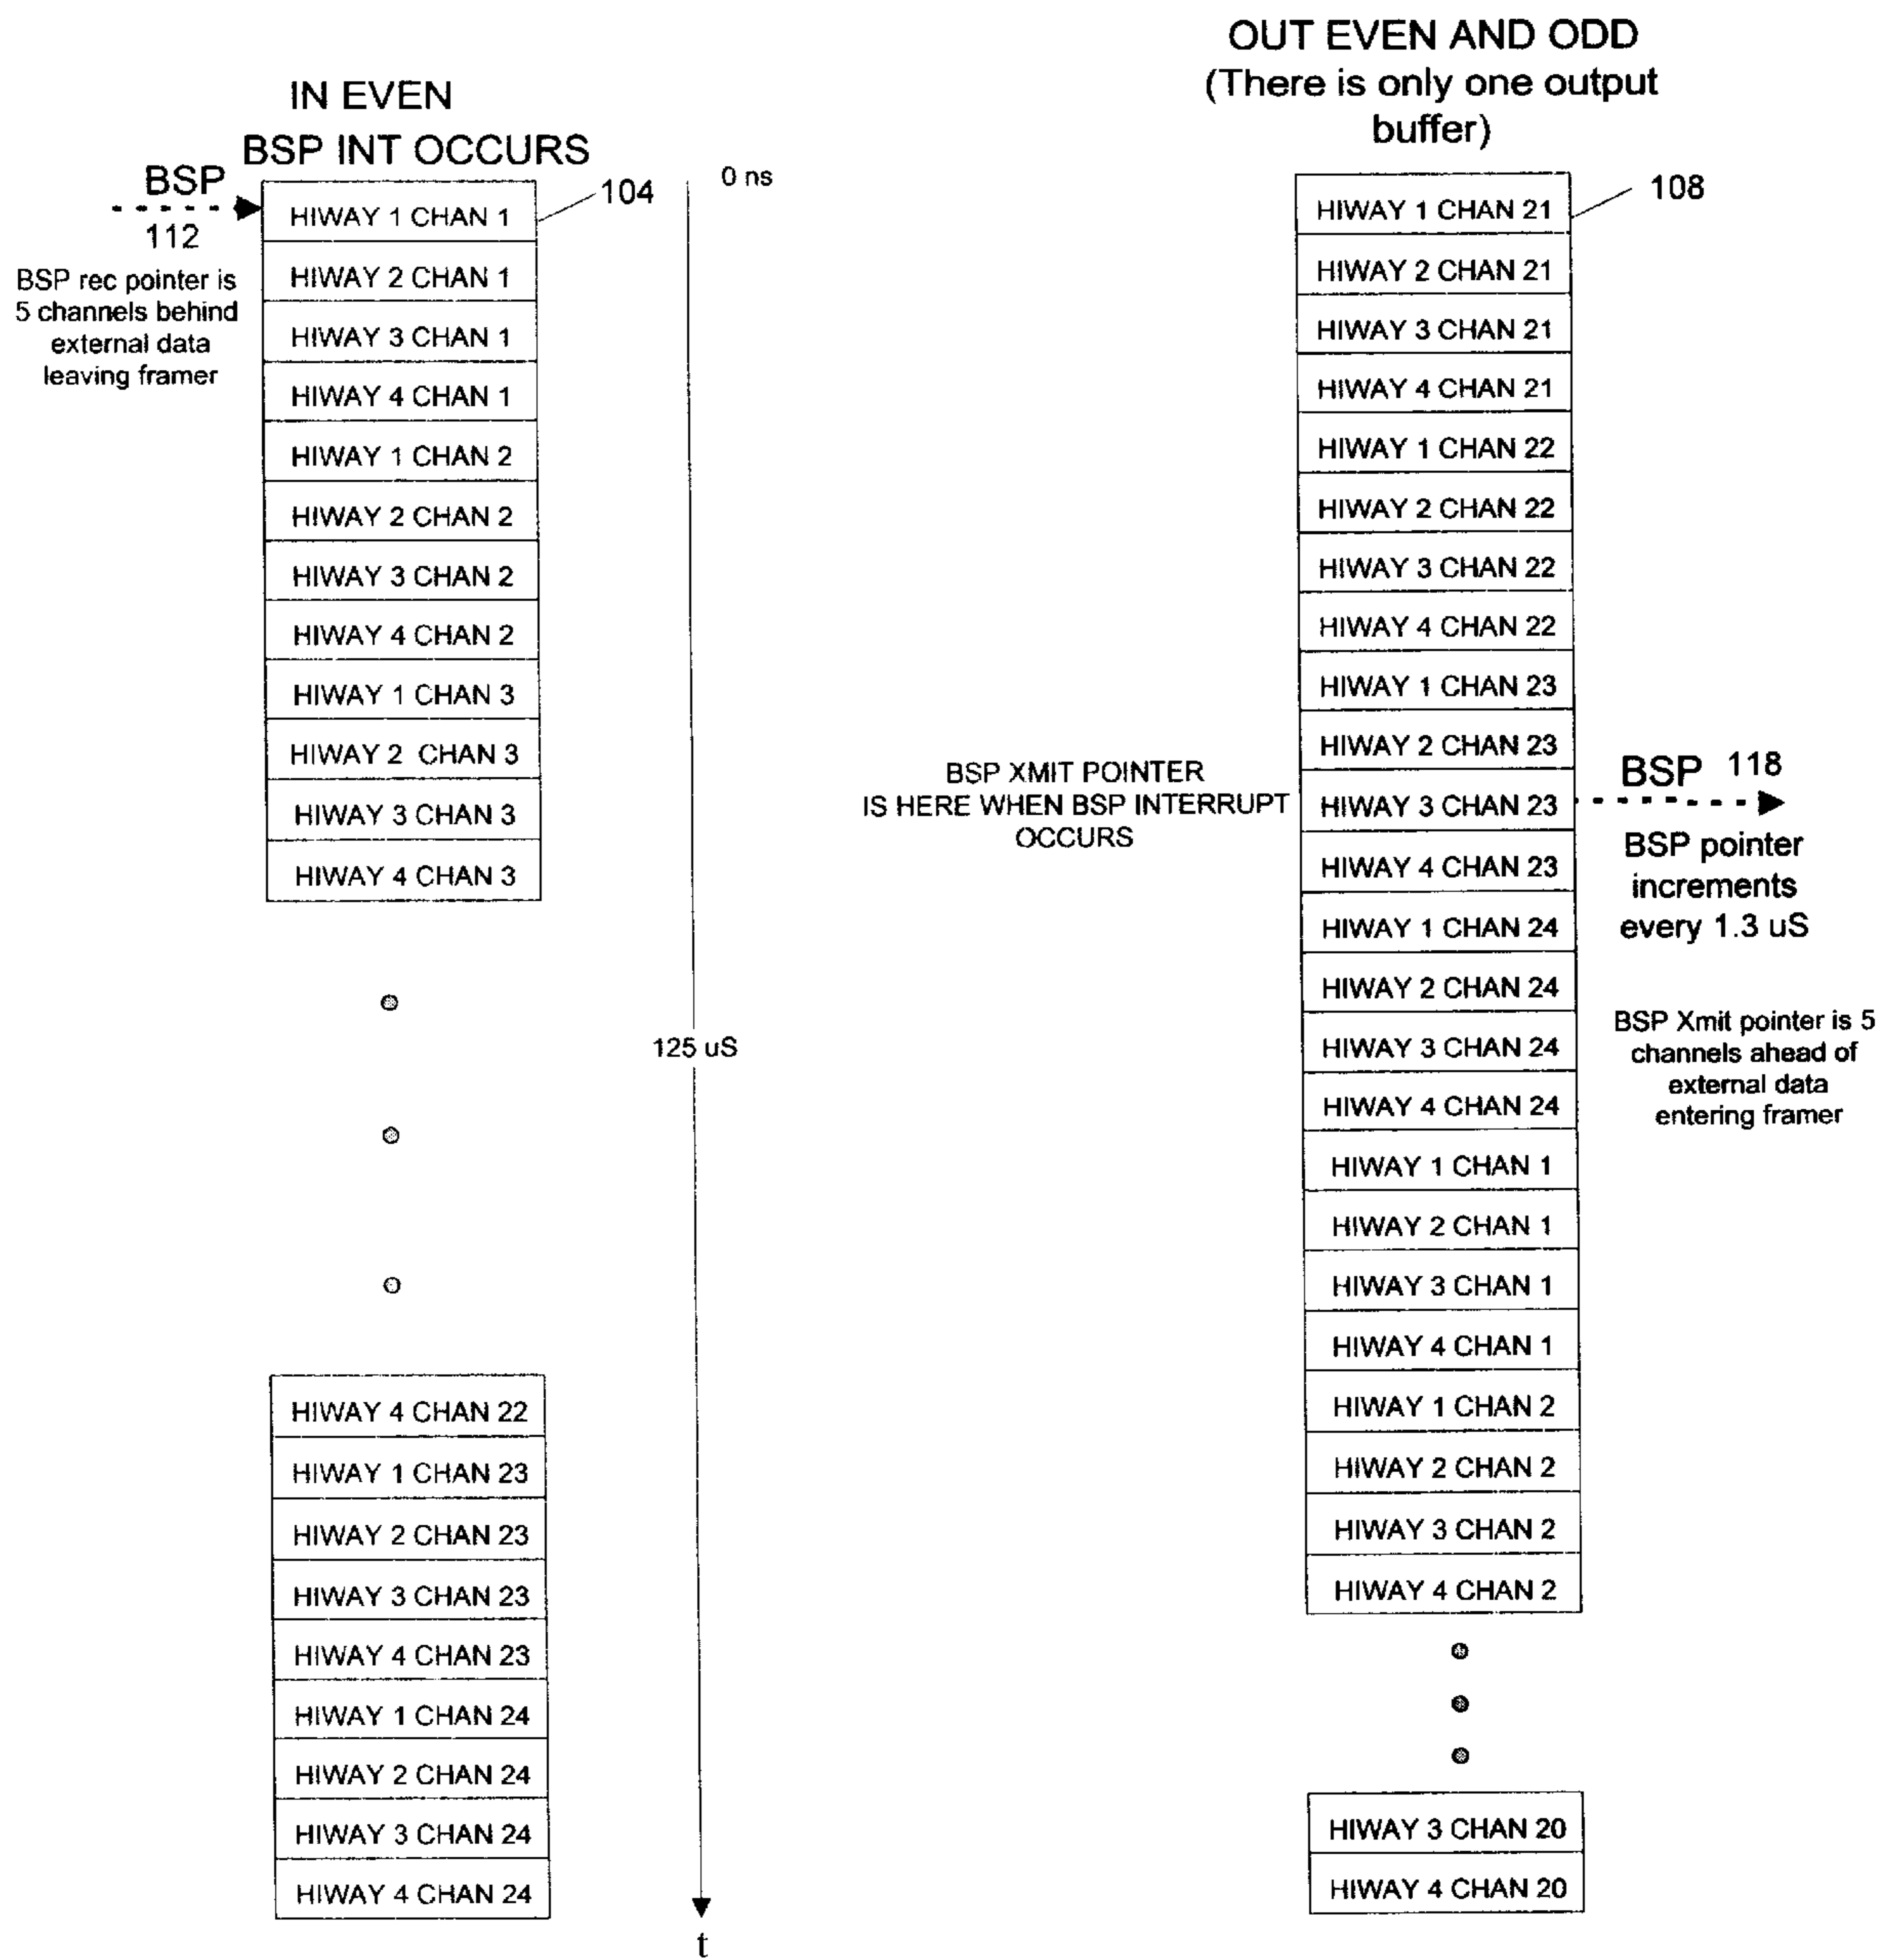 IN EVEN
BSP INT OCCURS
BSP
112
BSP rec pointer is
5 channels behind
external data
leaving framer
104
HIWAY 1 CHAN 1
HIWAY 2 CHAN 1
HIWAY 3 CHAN 1
HIWAY 4 CHAN 1
HIWAY 1 CHAN 2
HIWAY 2 CHAN 2
HIWAY 3 CHAN 2
HIWAY 4 CHAN 2
HIWAY 1 CHAN 3
HIWAY 2 CHAN 3
HIWAY 3 CHAN 3
HIWAY 4 CHAN 3
HIWAY 4 CHAN 22
HIWAY 1 CHAN 23
HIWAY 2 CHAN 23
HIWAY 3 CHAN 23
HIWAY 4 CHAN 23
HIWAY 1 CHAN 24
HIWAY 2 CHAN 24
HIWAY 3 CHAN 24
HIWAY 4 CHAN 24
0 ns
125 uS
t
OUT EVEN AND ODD
(There is only one output
buffer)
108
HIWAY 1 CHAN 21
HIWAY 2 CHAN 21
HIWAY 3 CHAN 21
HIWAY 4 CHAN 21
HIWAY 1 CHAN 22
HIWAY 2 CHAN 22
HIWAY 3 CHAN 22
HIWAY 4 CHAN 22
HIWAY 1 CHAN 23
HIWAY 2 CHAN 23
HIWAY 3 CHAN 23
HIWAY 4 CHAN 23
HIWAY 1 CHAN 24
HIWAY 2 CHAN 24
HIWAY 3 CHAN 24
HIWAY 4 CHAN 24
HIWAY 1 CHAN 1
HIWAY 2 CHAN 1
HIWAY 3 CHAN 1
HIWAY 4 CHAN 1
HIWAY 1 CHAN 2
HIWAY 2 CHAN 2
HIWAY 3 CHAN 2
HIWAY 4 CHAN 2
HIWAY 3 CHAN 20
HIWAY 4 CHAN 20
BSP XMIT POINTER
IS HERE WHEN BSP INTERRUPT
OCCURS
BSP 118
BSP pointer
increments
every 1.3 uS
BSP Xmit pointer is 5
channels ahead of
external data
entering framer